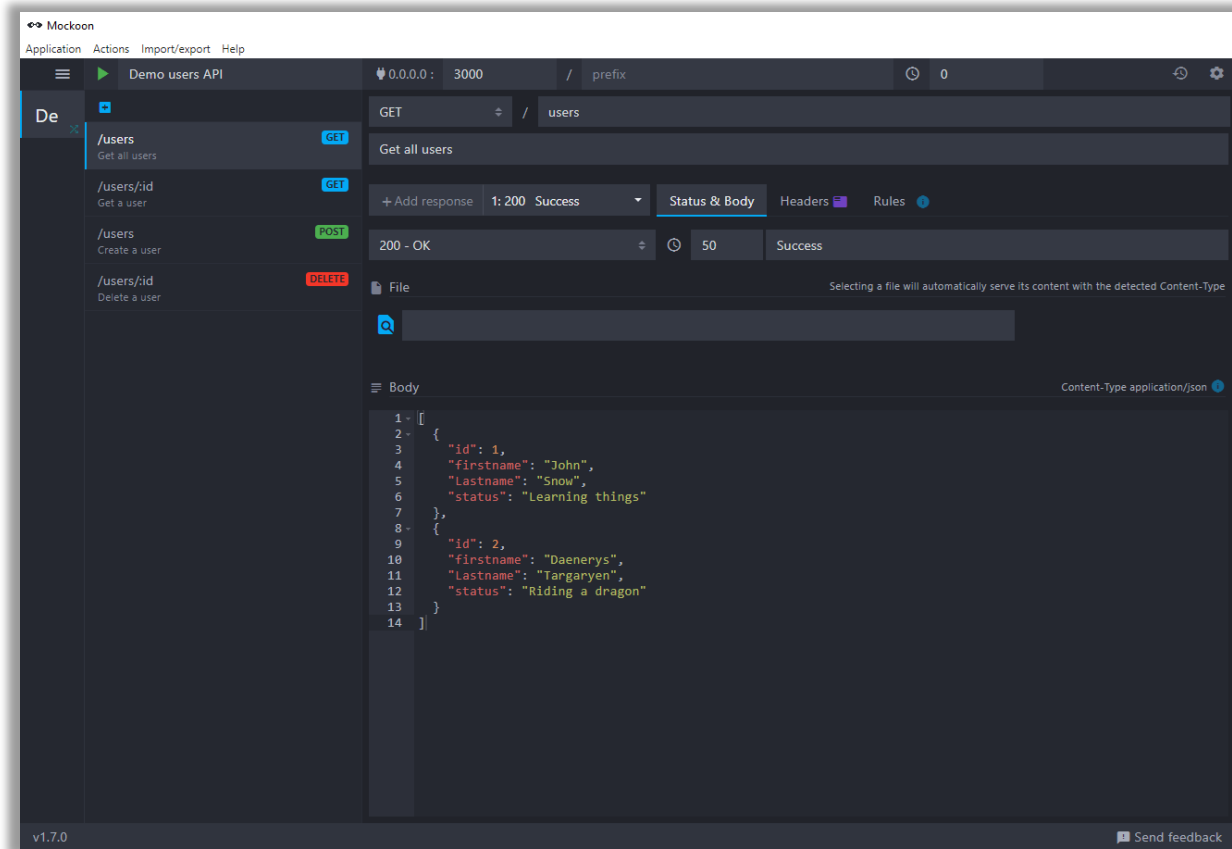 Mockoon
Application Actions Import/export Help
Demo users API
0.0.0.0 : 3000 / prefix
0
De
/users GET
Get all users
/users/:id GET
Get a user
/users POST
Create a user
/users/:id DELETE
Delete a user
GET / users
Get all users
+ Add response 1: 200 Success Status & Body Headers Rules
200 - OK 50 Success
File Selecting a file will automatically serve its content with the detected Content-Type
Body Content-Type application/json
1 [
2 {
3 "id": 1,
4 "firstname": "John",
5 "Lastname": "Snow",
6 "status": "Learning things"
7 },
8 {
9 "id": 2,
10 "firstname": "Daenerys",
11 "Lastname": "Targaryen",
12 "status": "Riding a dragon"
13 }
14 ]
v1.7.0 Send feedback